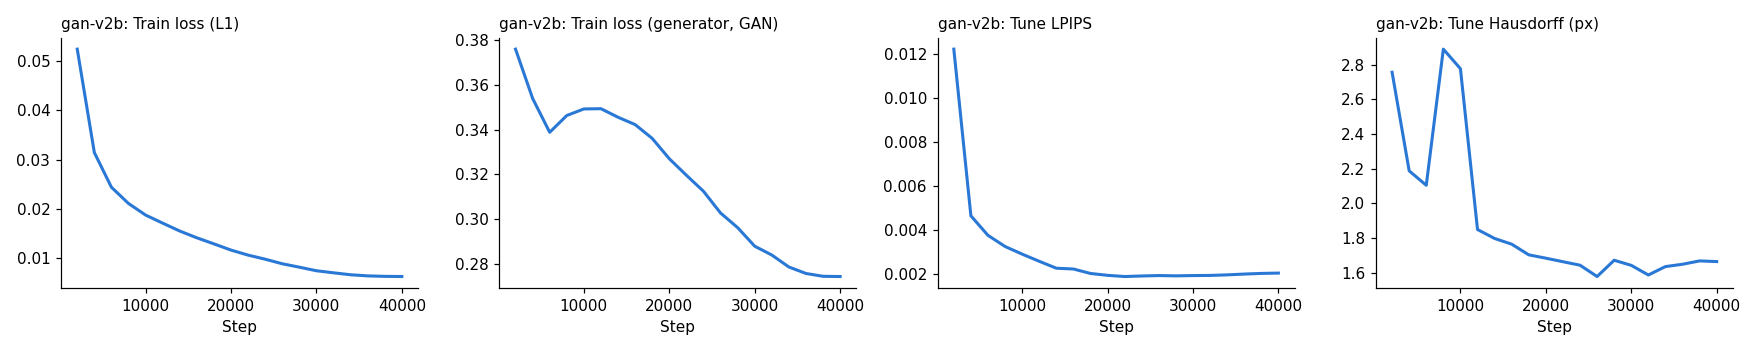 gan-v2b: Train loss (L1)
0.05
0.04
0.03
0.02
0.01
10000 20000 30000 40000
Step
gan-v2b: Train loss (generator, GAN)
0.38
0.36
0.34
0.32
0.30
0.28
10000 20000 30000 40000
Step
gan-v2b: Tune LPIPS
0.012
0.010
0.008
0.006
0.004
0.002
10000 20000 30000 40000
Step
gan-v2b: Tune Hausdorff (px)
2.8
2.6
2.4
2.2
2.0
1.8
1.6
10000 20000 30000 40000
Step